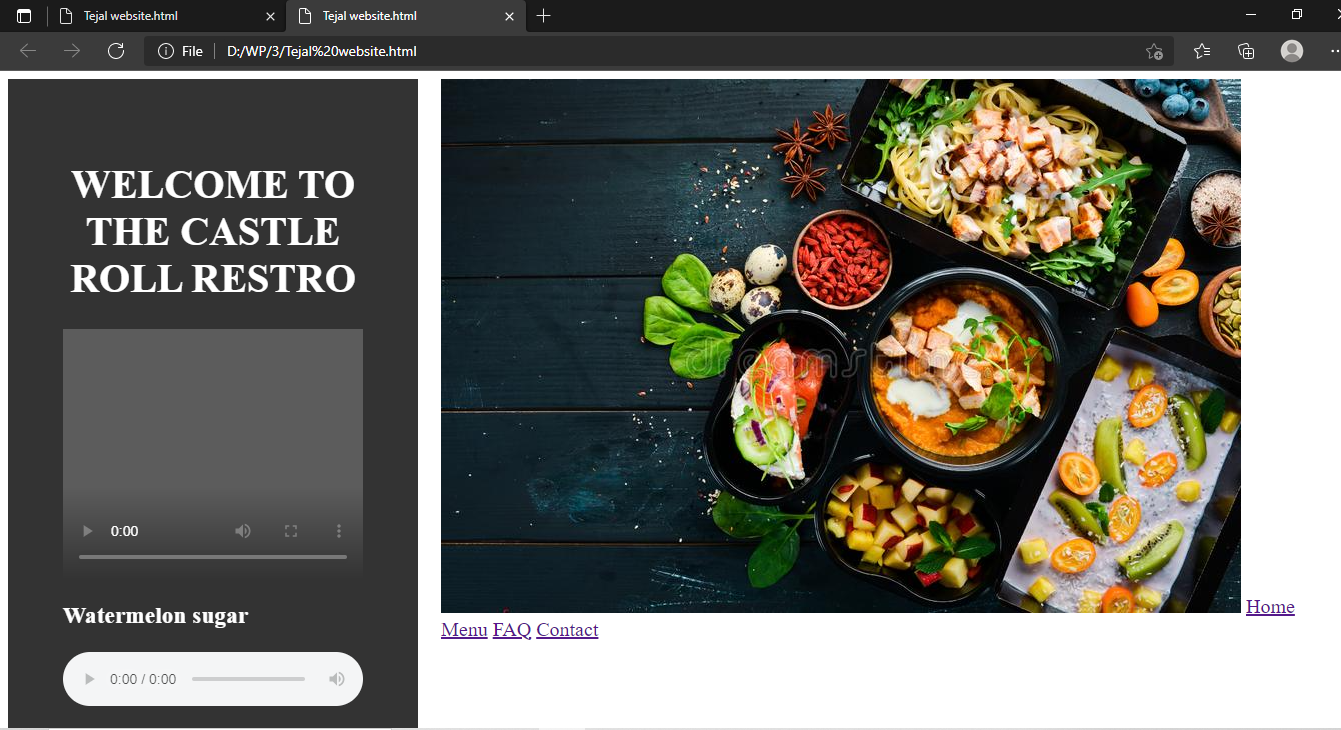 Tejal website.html
Tejal website.html
File
D:/WP/3/Tejal%20website.html
WELCOME TO
THE CASTLE
ROLL RESTRO
0:00
Watermelon sugar
0:00 / 0:00
dreamstime
Home
Menu FAQ Contact